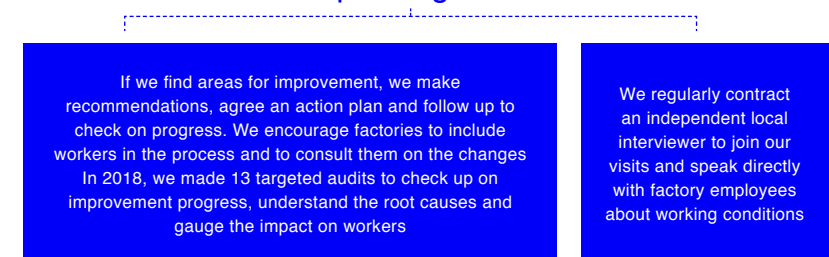 If we find areas for improvement, we make
recommendations, agree an action plan and follow up to
check on progress. We encourage factories to include
workers in the process and to consult them on the changes
In 2018, we made 13 targeted audits to check up on
improvement progress, understand the root causes and
gauge the impact on workers
We regularly contract
an independent local
interviewer to join our
visits and speak directly
with factory employees
about working conditions